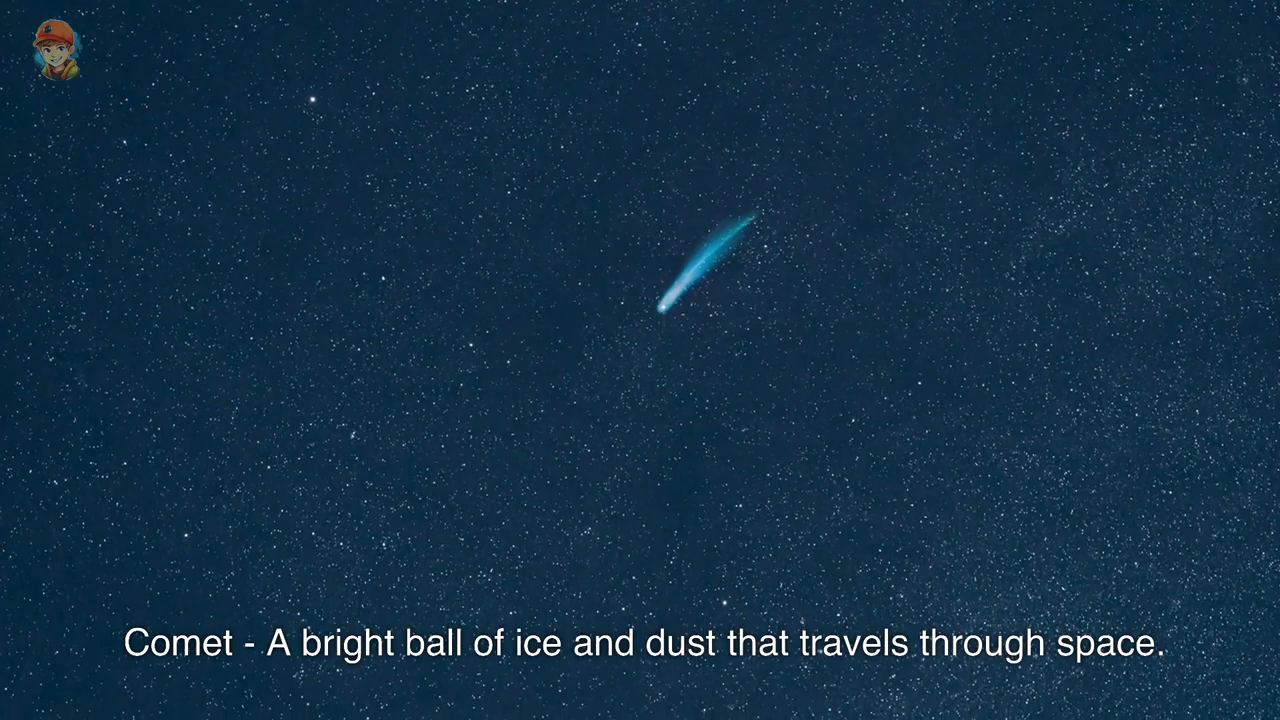 Comet - A bright ball of ice and dust that travels through space.